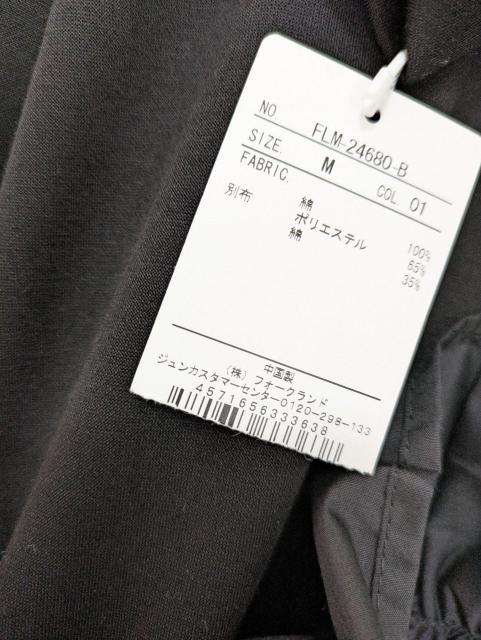 NO. FLM-24680-B
SIZE. M COL. 01
FABRIC.
綿 100%
別布 ポリエステル 65%
綿 35%
中国製
(株) フォークランド
ジュンカスタマーセンター0120-298-133
4571656333638